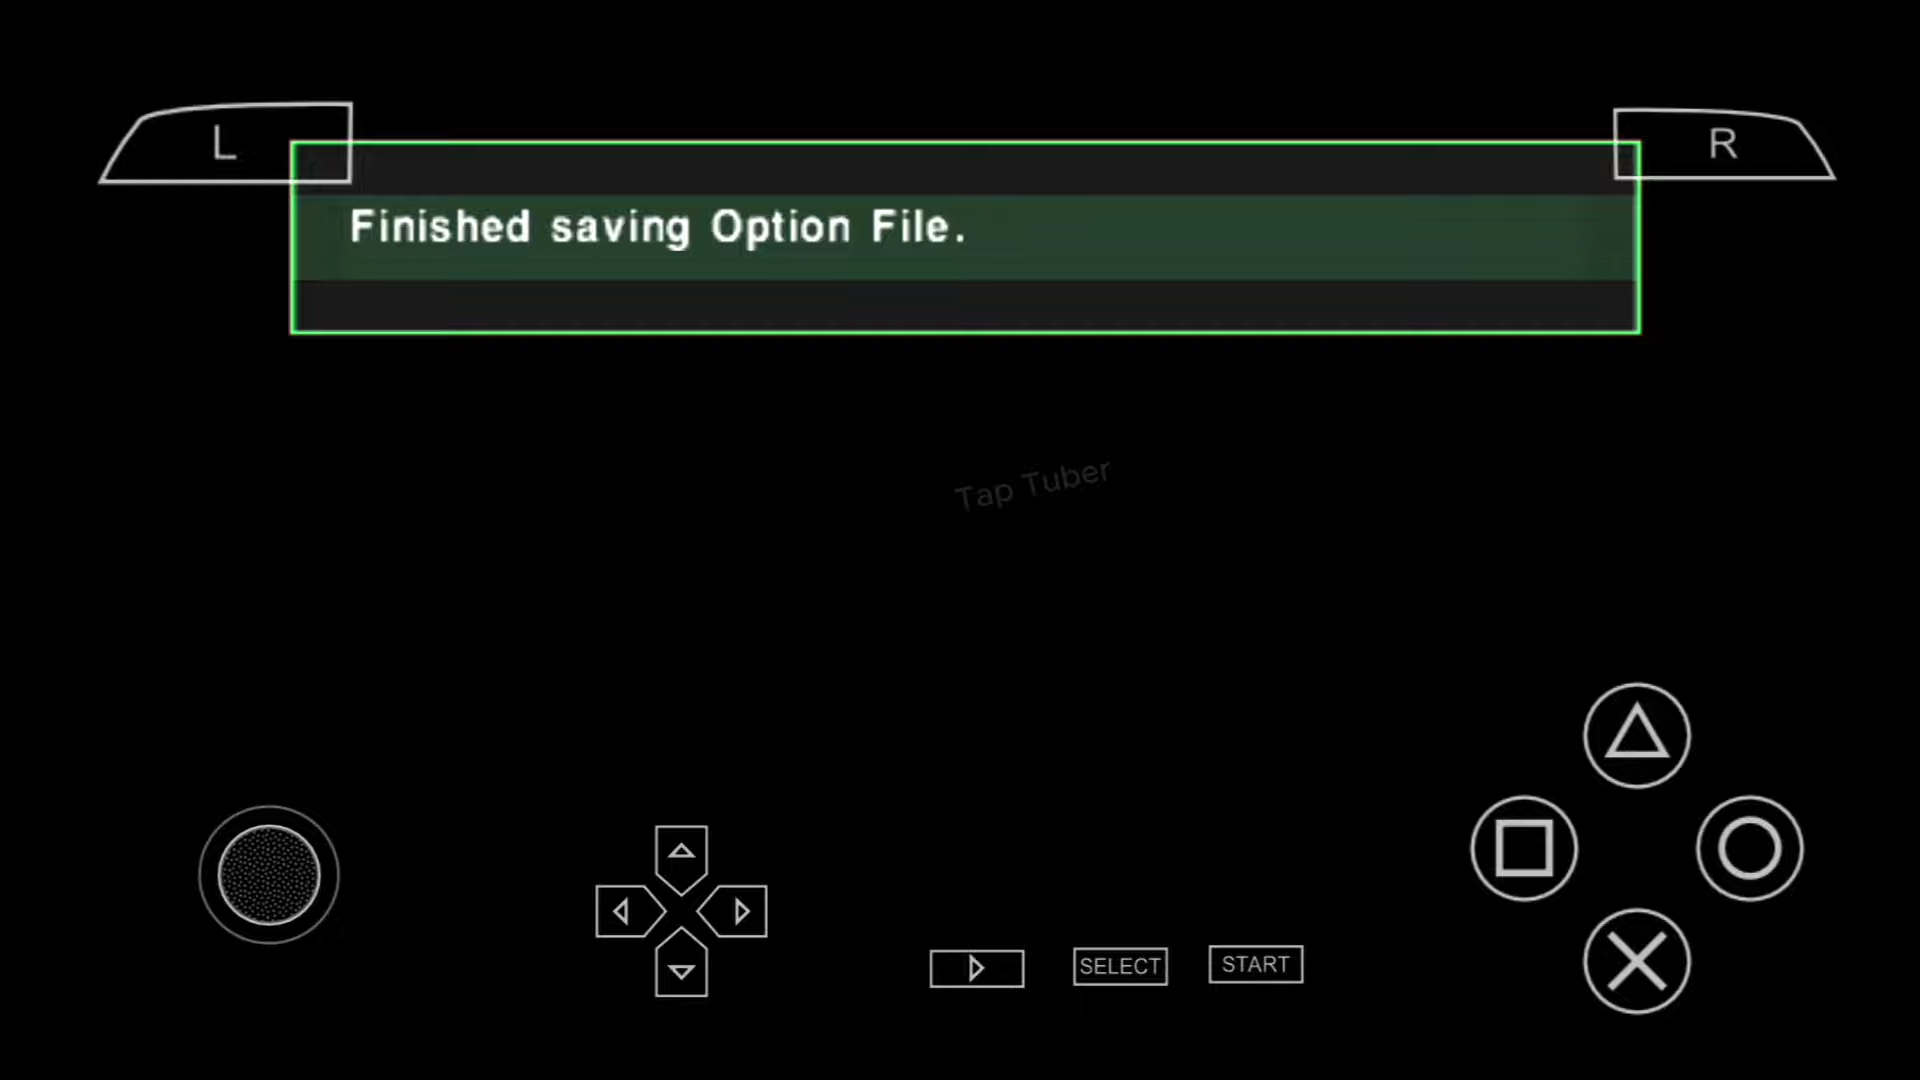 L
R
Finished saving Option File.
Tap Tuber
SELECT
START